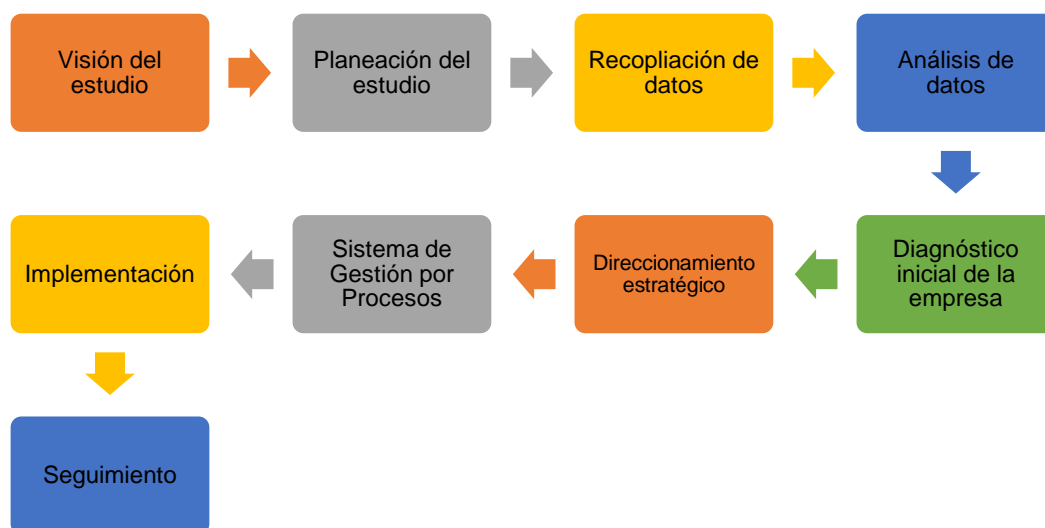 Visión del
estudio
Planeación del
estudio
Recopliación de
datos
Análisis de
datos
Diagnóstico
inicial de la
empresa
Direccionamiento
estratégico
Sistema de
Gestión por
Procesos
Implementación
Seguimiento